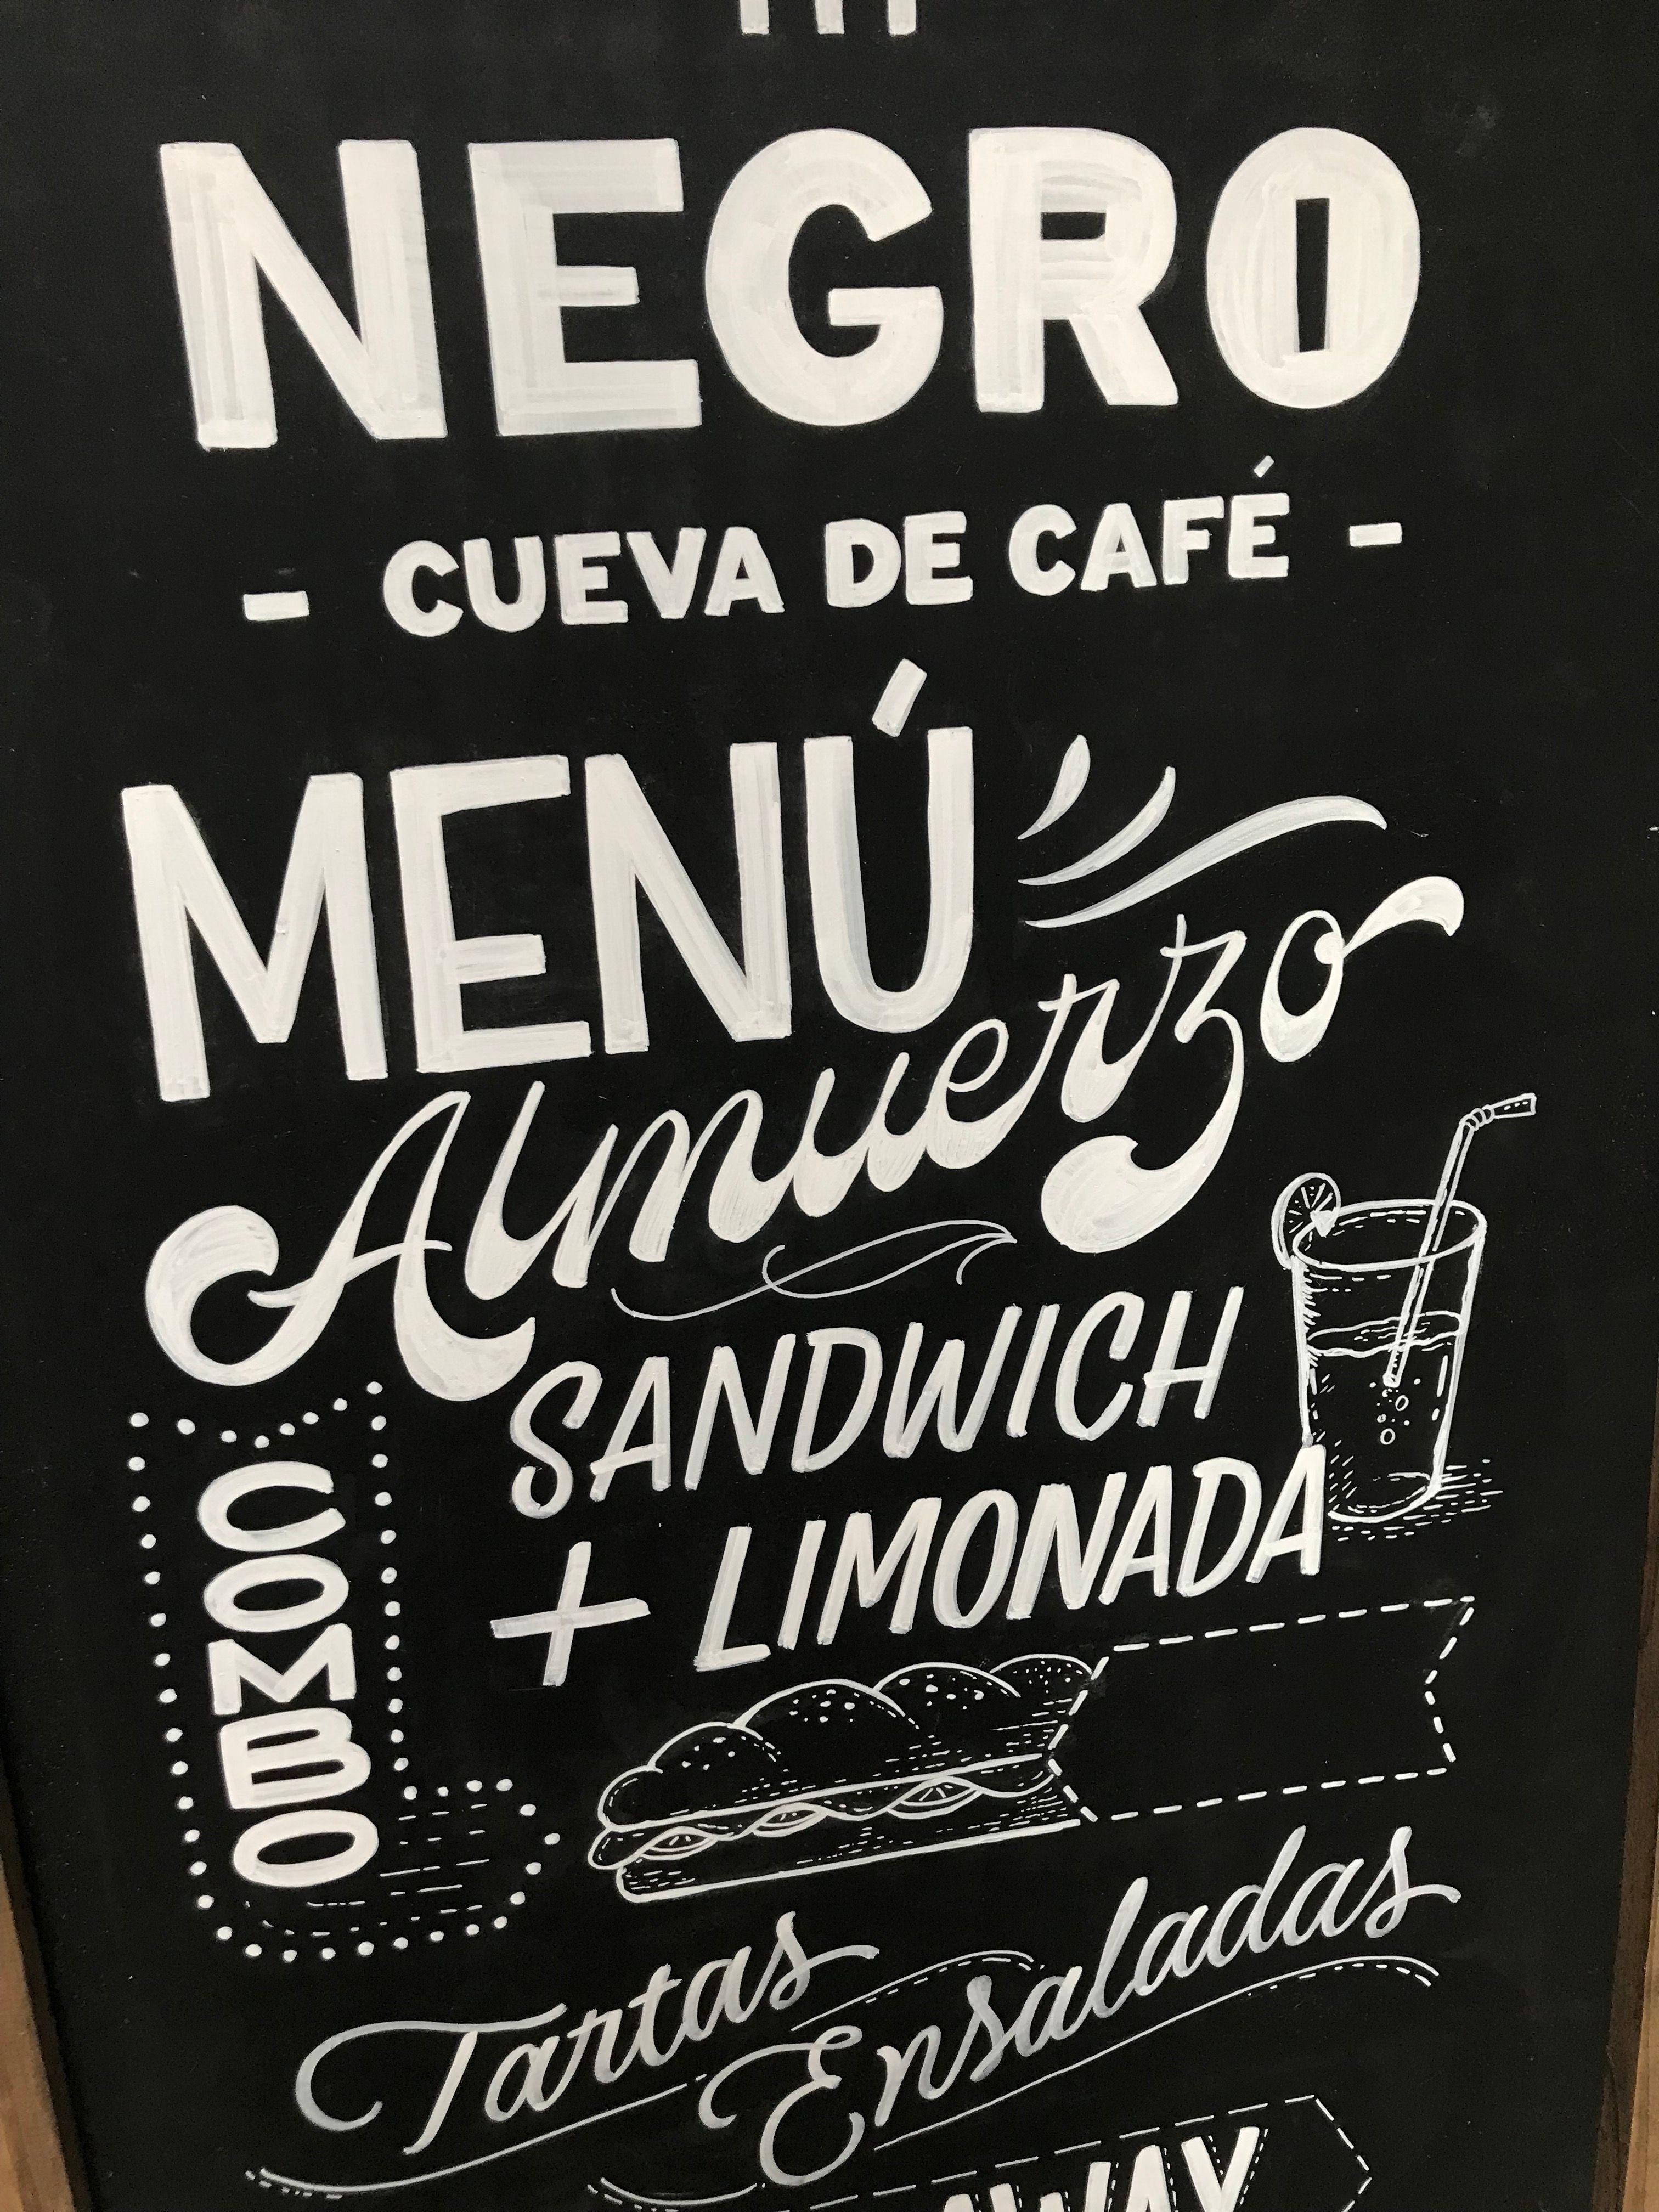 NEGRO
- CUEVA DE CAFÉ -
MENÚ
Almuerzo
COMBO
SANDWICH
+ LIMONADA
Tartas
Ensaladas